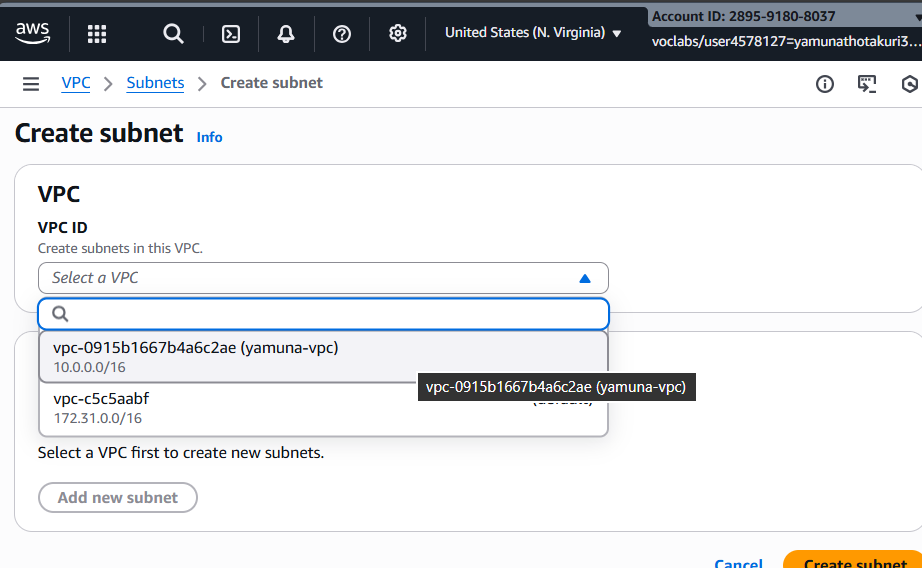 aws
United States (N. Virginia) ▼
Account ID: 2895-9180-8037
voclabs/user4578127=yamunathotakuri3...
VPC > Subnets > Create subnet
Create subnet Info
VPC
VPC ID
Create subnets in this VPC.
Select a VPC
vpc-0915b1667b4a6c2ae (yamuna-vpc)
10.0.0.0/16
vpc-0915b1667b4a6c2ae (yamuna-vpc)
vpc-c5c5aabf (default)
172.31.0.0/16
Select a VPC first to create new subnets.
Add new subnet
Cancel Create subnet